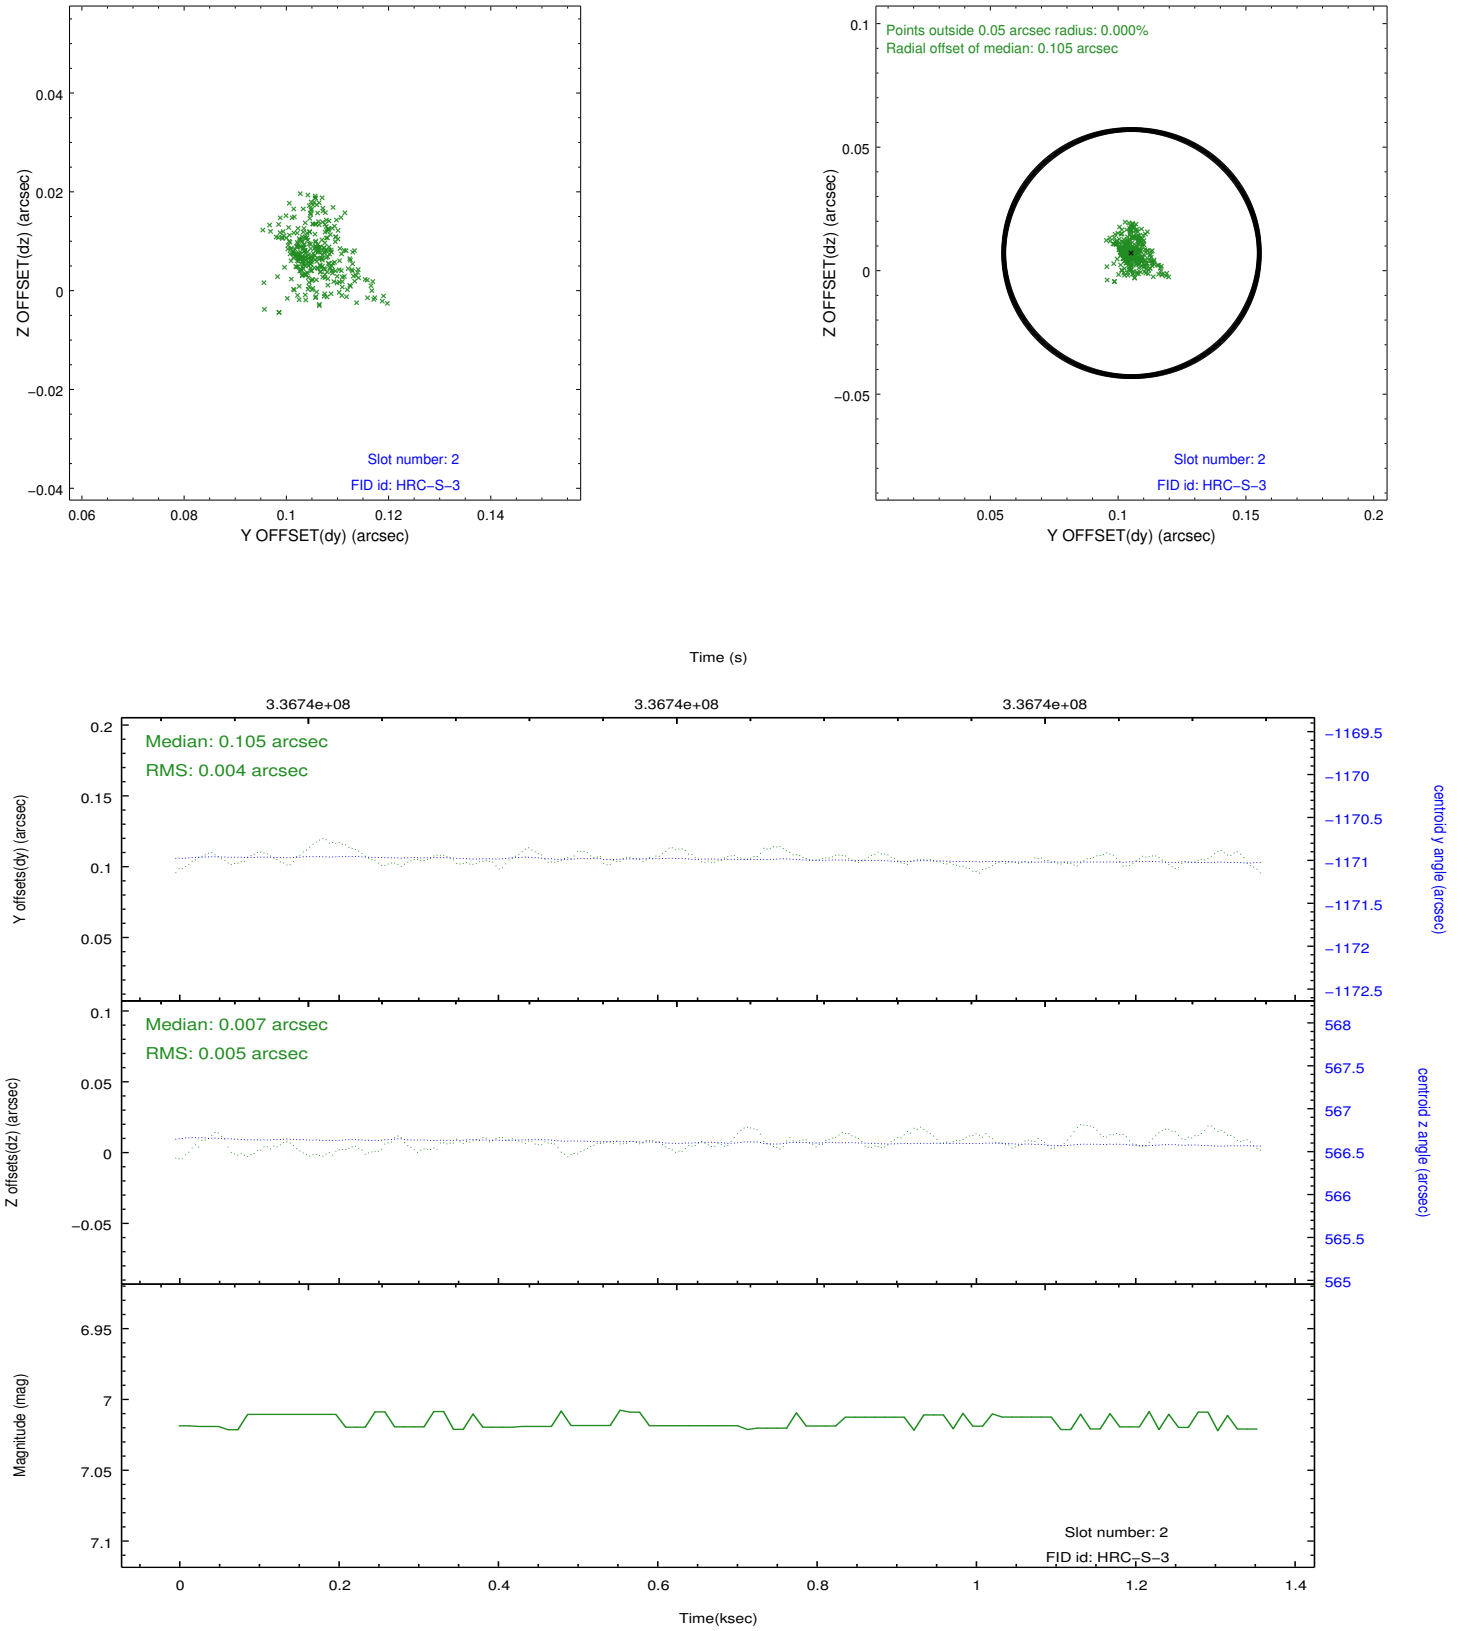 0.04
0.02
0
−0.02
−0.04
Z OFFSET(dz) (arcsec)
Slot number: 2
FID id: HRC−S−3
0.06
0.08
0.1
0.12
0.14
Y OFFSET(dy) (arcsec)
Points outside 0.05 arcsec radius: 0.000%
Radial offset of median: 0.105 arcsec
0.1
0.05
0
−0.05
Z OFFSET(dz) (arcsec)
Slot number: 2
FID id: HRC−S−3
0.05
0.1
0.15
0.2
Y OFFSET(dy) (arcsec)
Time (s)
3.3674e+08
3.3674e+08
3.3674e+08
Median: 0.105 arcsec
RMS: 0.004 arcsec
0.2
0.15
0.1
0.05
Y offsets(dy) (arcsec)
−1169.5
−1170
−1170.5
−1171
−1171.5
−1172
−1172.5
centroid y angle (arcsec)
Median: 0.007 arcsec
RMS: 0.005 arcsec
0.1
0.05
0
−0.05
Z offsets(dz) (arcsec)
568
567.5
567
566.5
566
565.5
565
centroid z angle (arcsec)
6.95
7
7.05
7.1
Magnitude (mag)
Slot number: 2
FID id: HRC−S−3
0
0.2
0.4
0.6
0.8
1
1.2
1.4
Time(ksec)